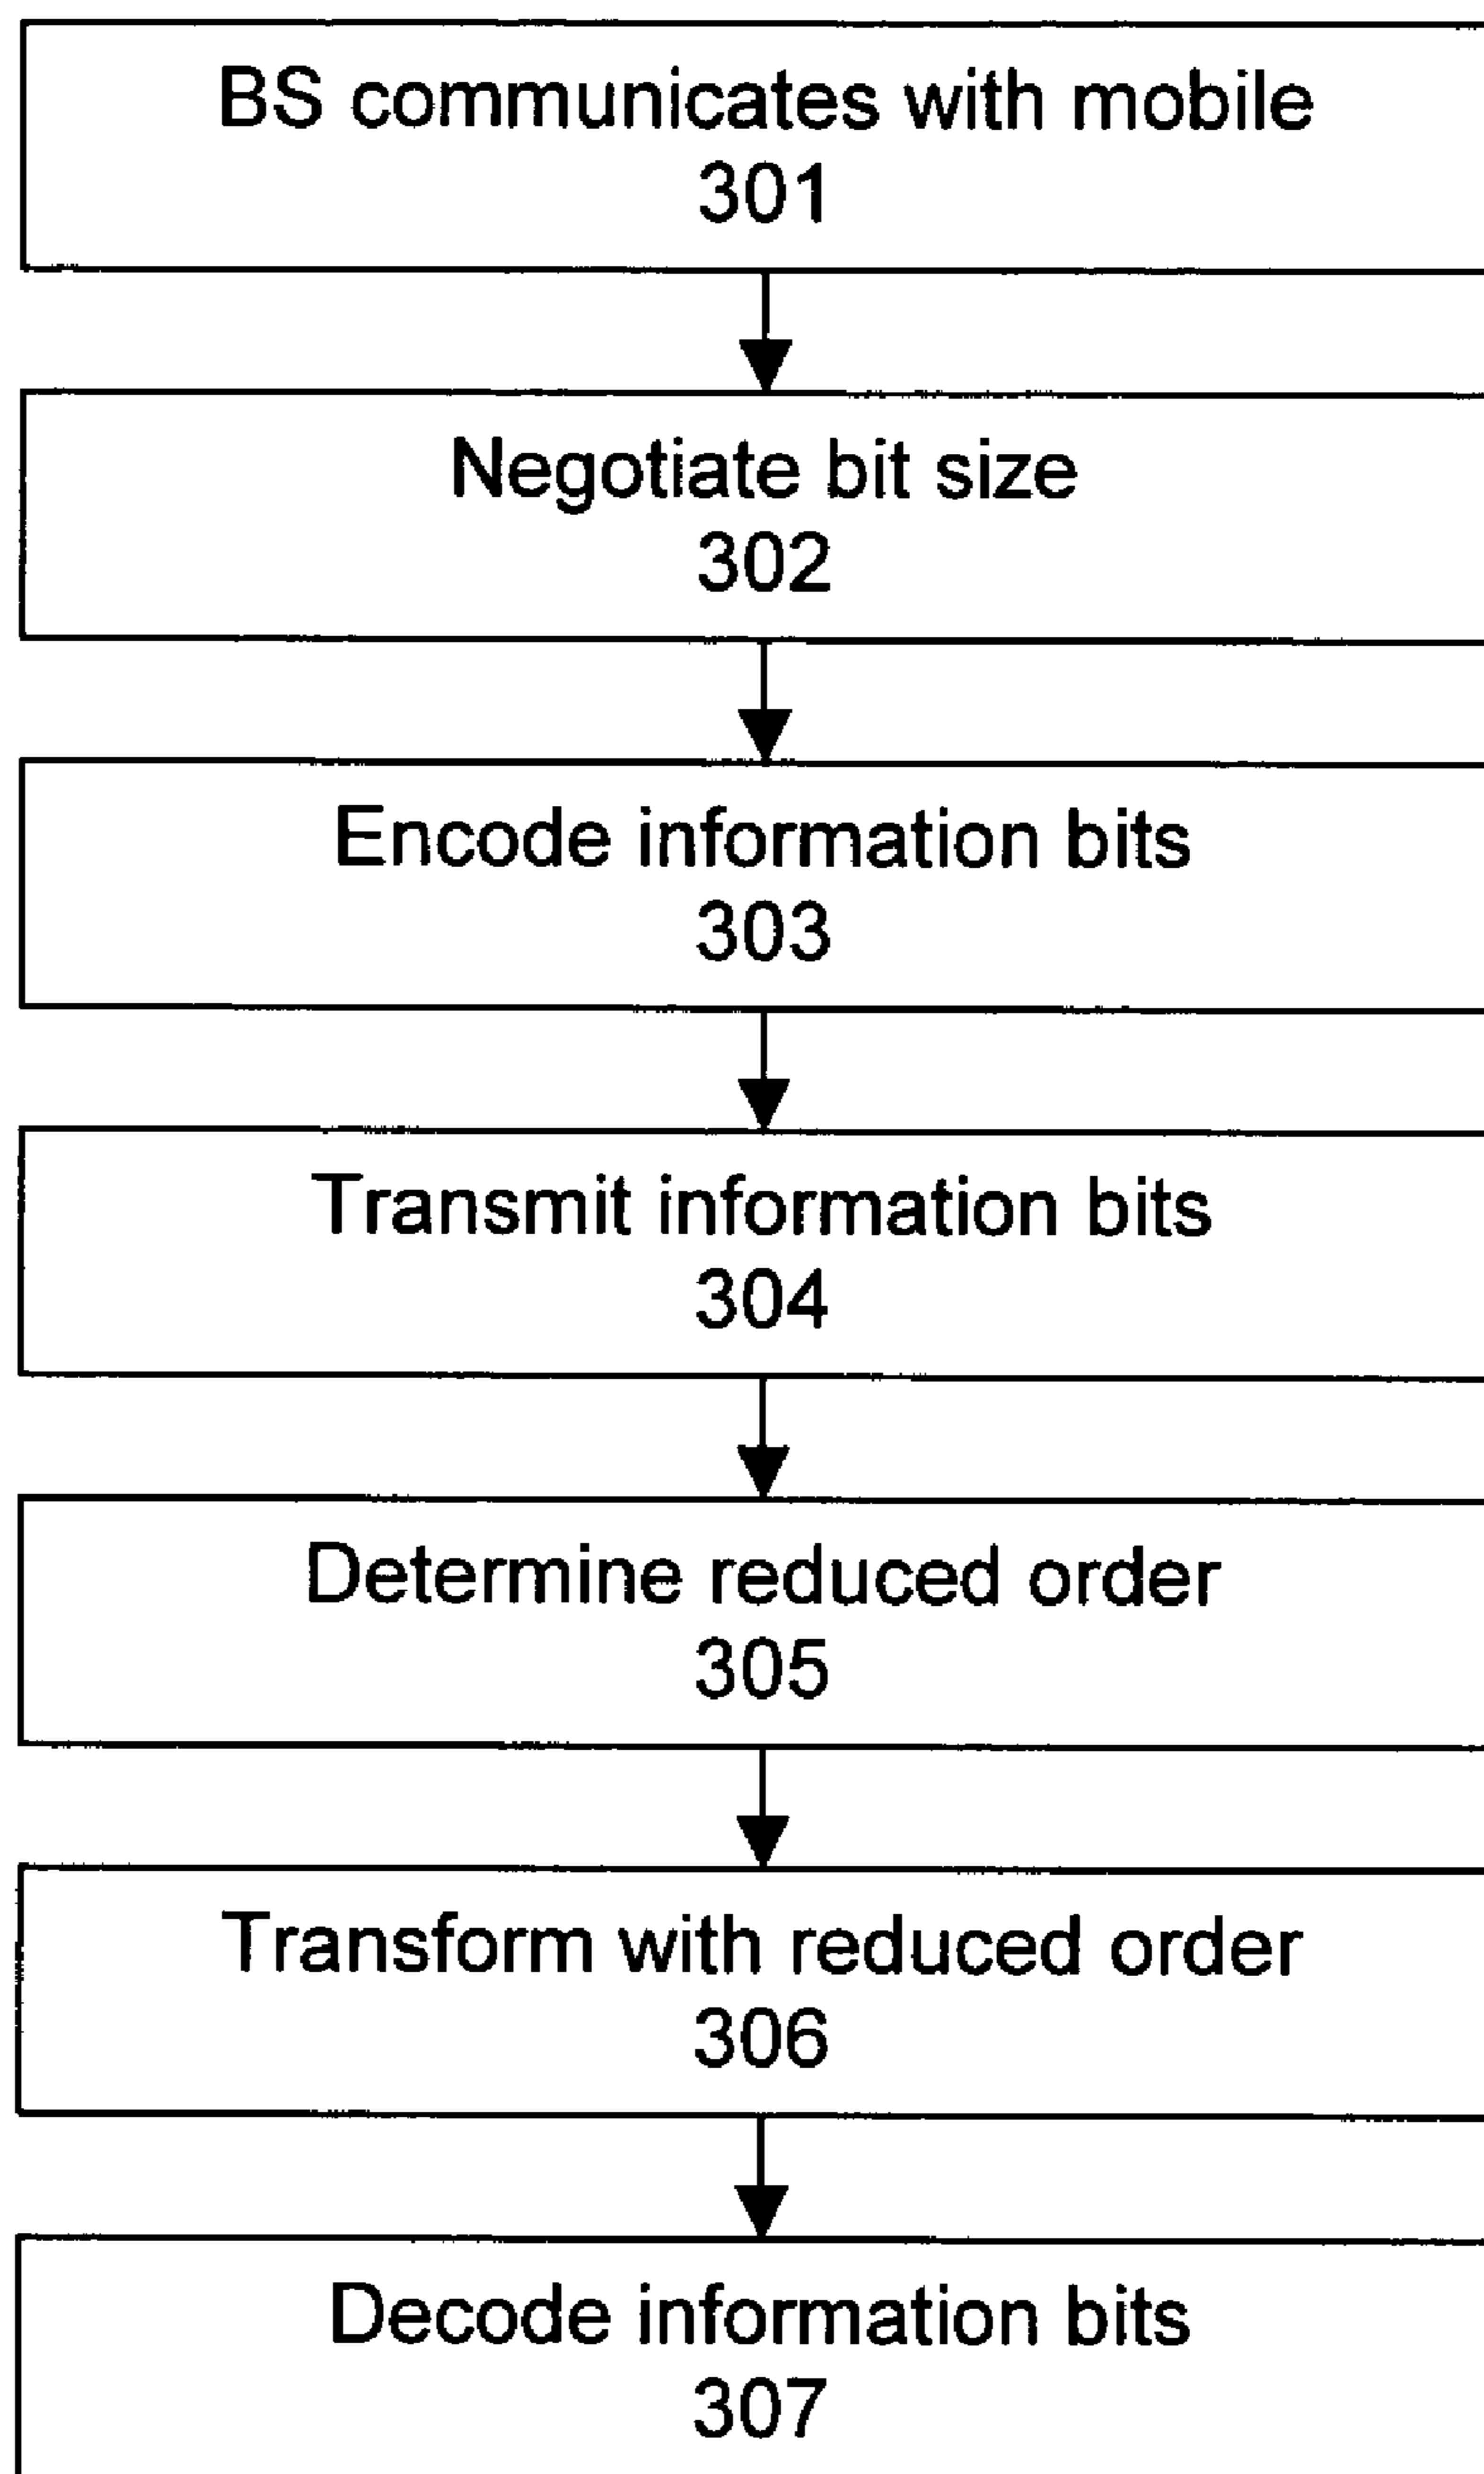 BS communicates with mobile
301
Negotiate bit size
302
Encode information bits
303
Transmit information bits
304
Determine reduced order
305
Transform with reduced order
306
Decode information bits
307